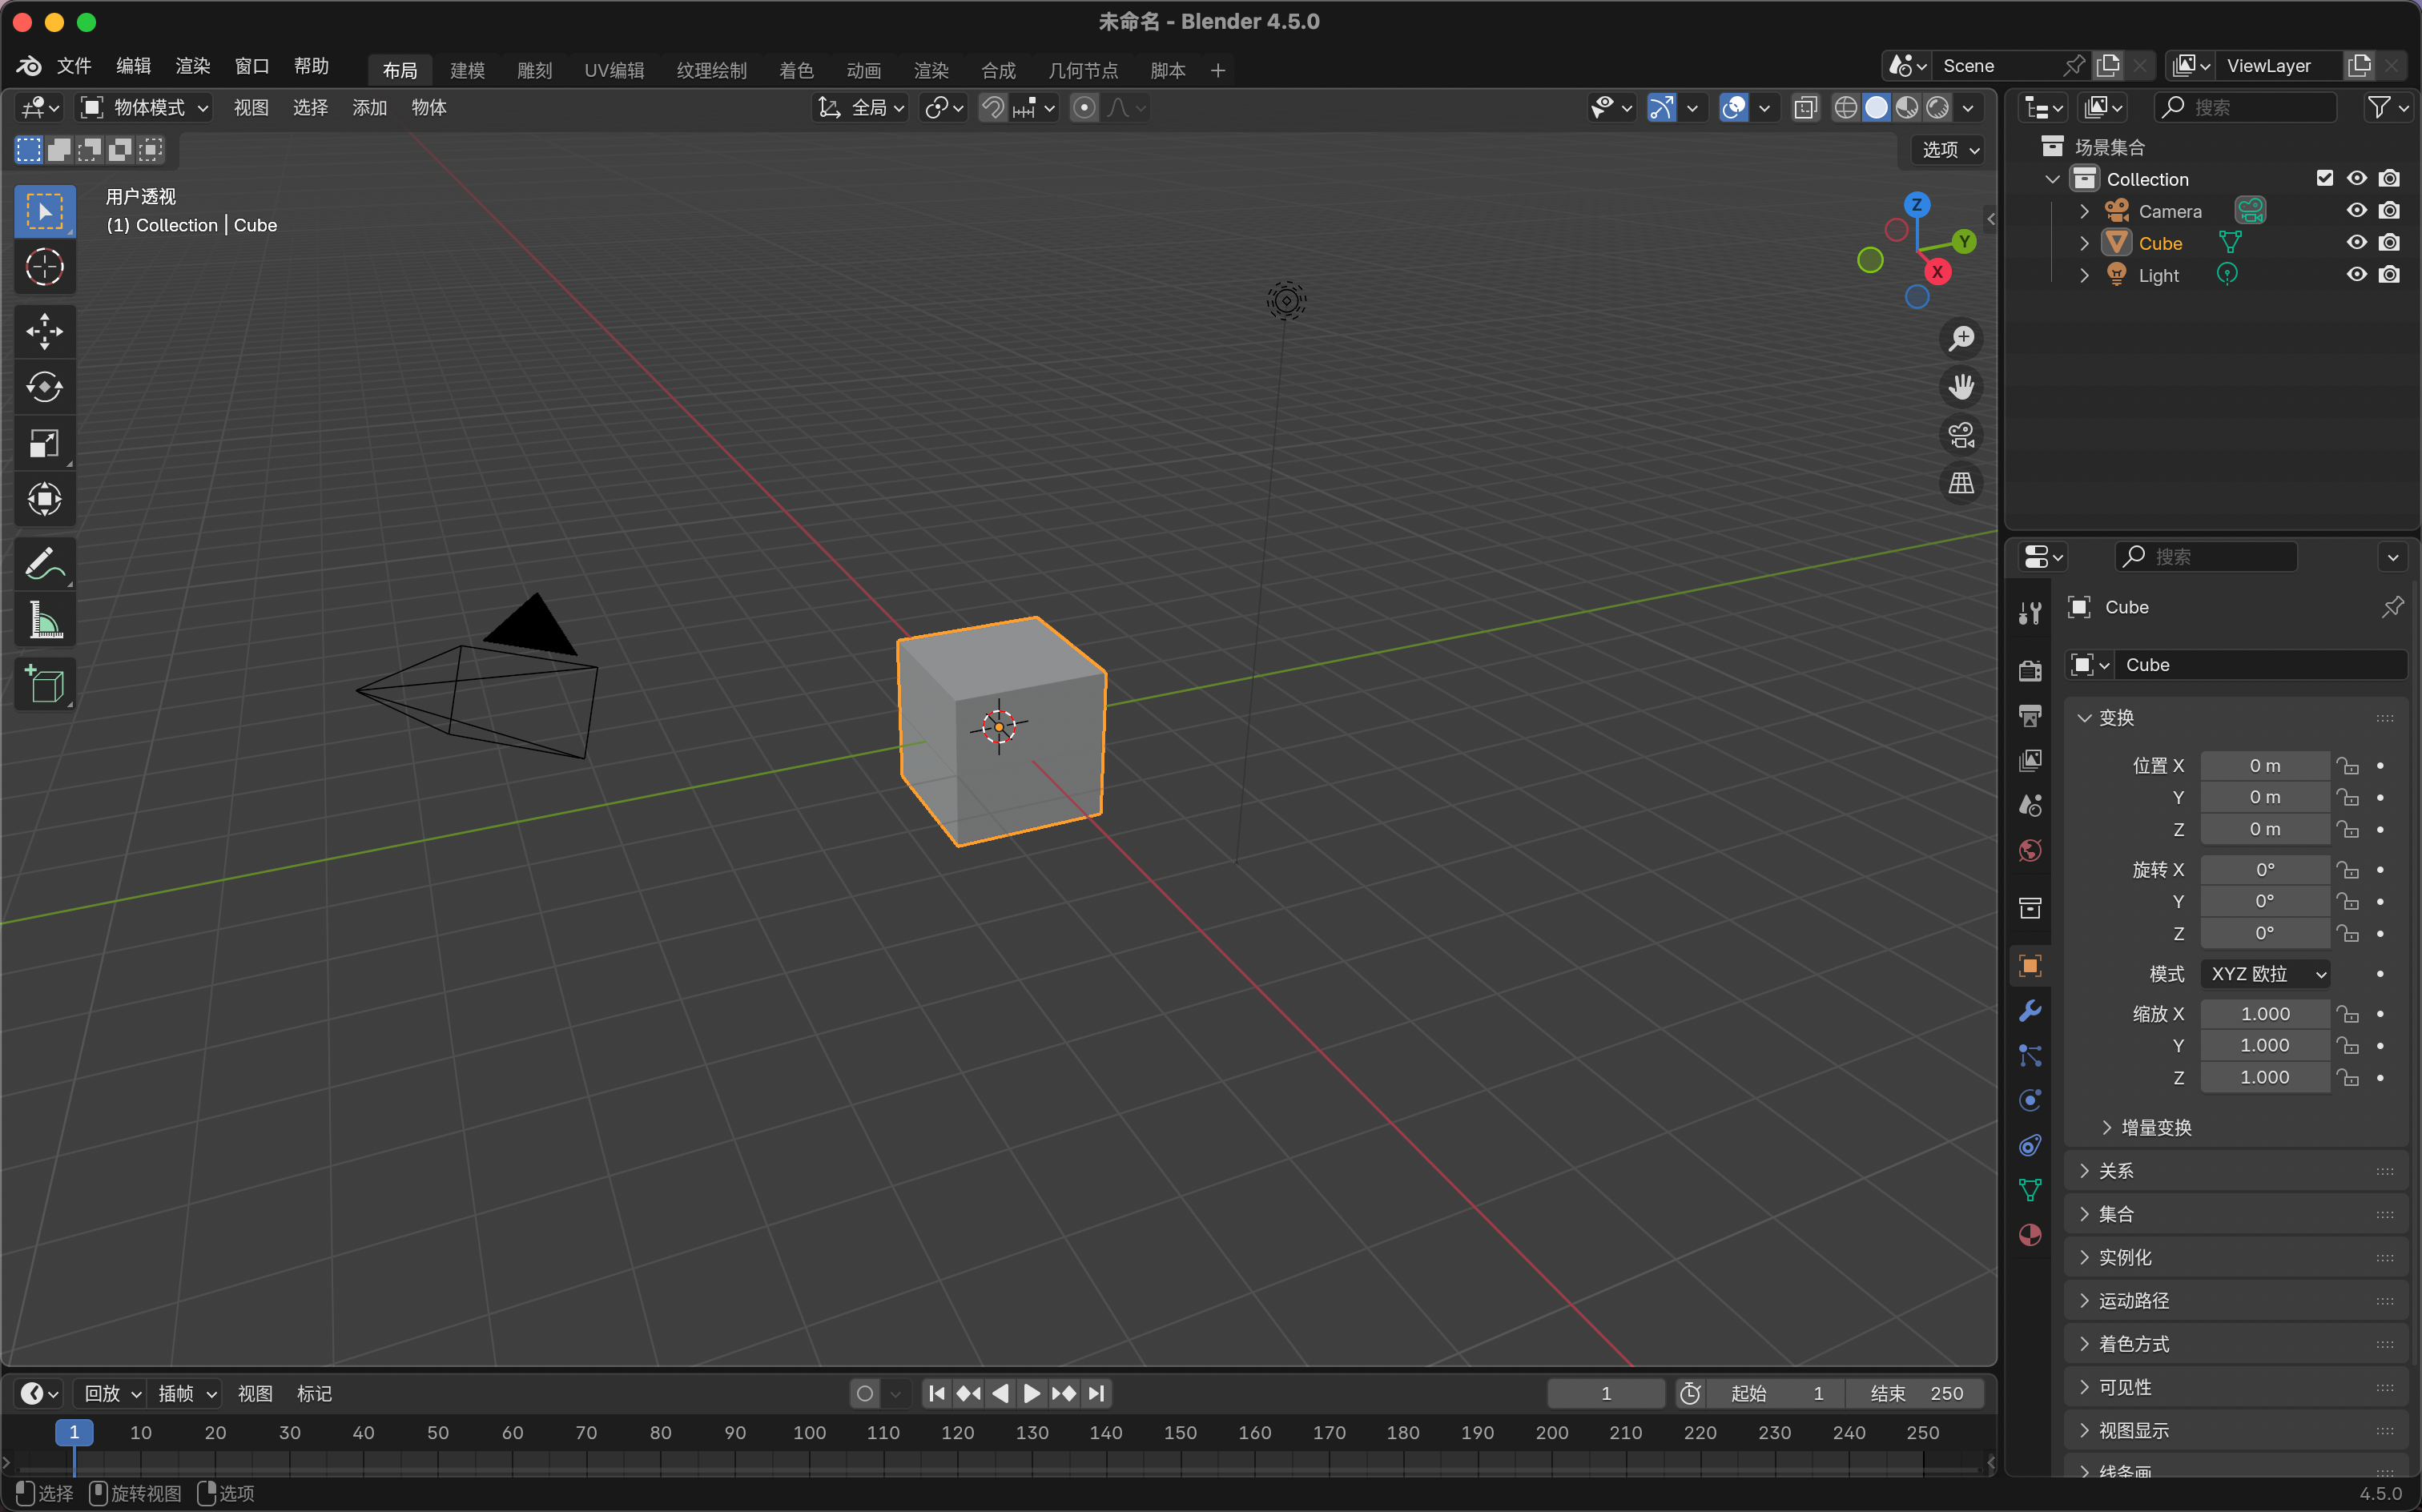 未命名 - Blender 4.5.0
文件 编辑 渲染 窗口 帮助 布局 建模 雕刻 UV编辑 纹理绘制 着色 动画 渲染 合成 几何节点 脚本 + Scene ViewLayer
物体模式 视图 选择 添加 物体 全局 搜索
选项
用户透视
(1) Collection | Cube
Z
Y
X
场景集合
Collection
Camera
Cube
Light
搜索
Cube
Cube
变换
位置 X 0 m
Y 0 m
Z 0 m
旋转 X 0°
Y 0°
Z 0°
模式 XYZ 欧拉
缩放 X 1.000
Y 1.000
Z 1.000
增量变换
关系
集合
实例化
运动路径
着色方式
可见性
视图显示
线条画
回放 插帧 视图 标记 1 起始 1 结束 250
1 10 20 30 40 50 60 70 80 90 100 110 120 130 140 150 160 170 180 190 200 210 220 230 240 250
选择 旋转视图 选项 4.5.0